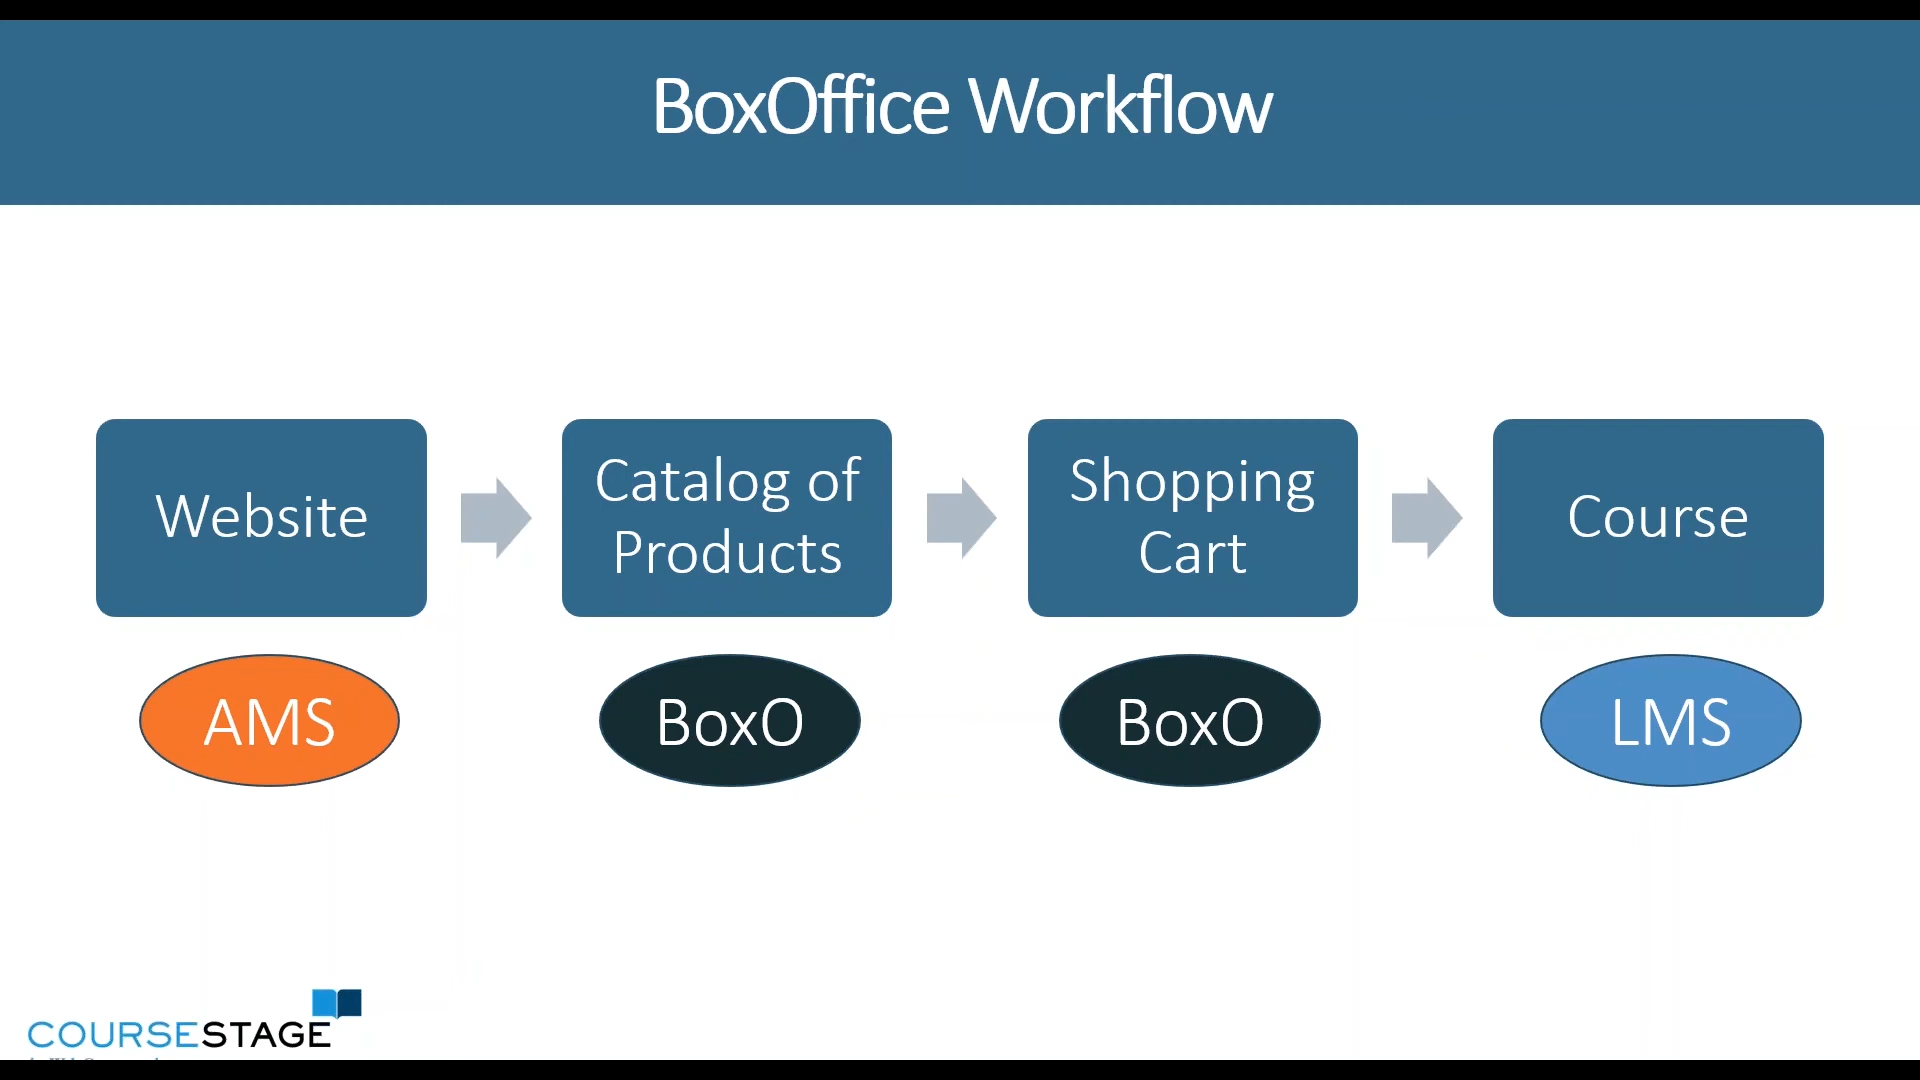 BoxOffice Workflow
Website
Catalog of
Products
Shopping
Cart
Course
AMS
BoxO
BoxO
LMS
COURSESTAGE